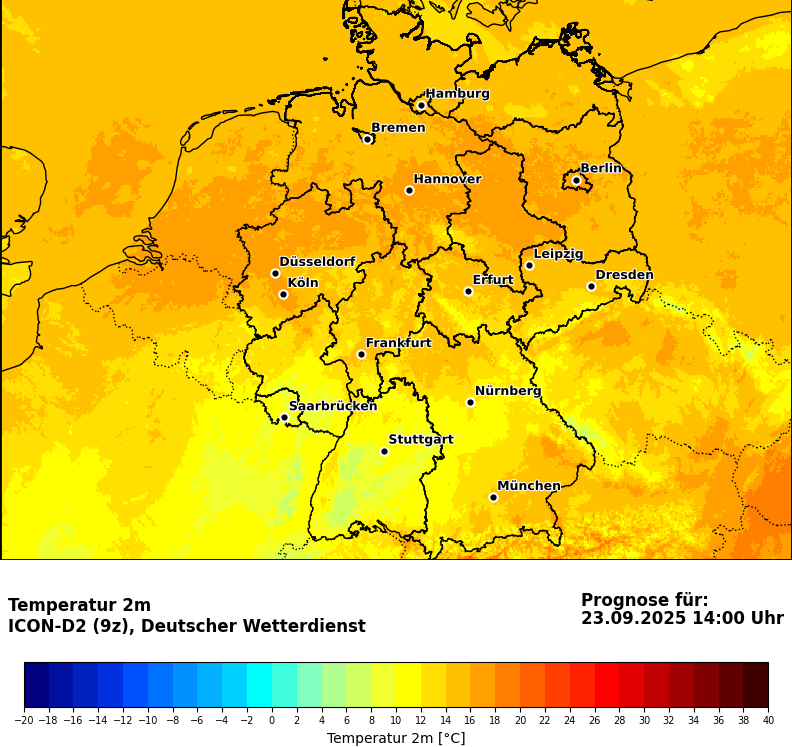 Hamburg
Bremen
Berlin
Hannover
Leipzig
Düsseldorf
Dresden
Köln
Erfurt
Frankfurt
Nürnberg
Saarbrücken
Stuttgart
München
Temperatur 2m
ICON-D2 (9z), Deutscher Wetterdienst
Prognose für:
23.09.2025 14:00 Uhr
−20 −18 −16 −14 −12 −10 −8 −6 −4 −2 0 2 4 6 8 10 12 14 16 18 20 22 24 26 28 30 32 34 36 38 40
Temperatur 2m [°C]